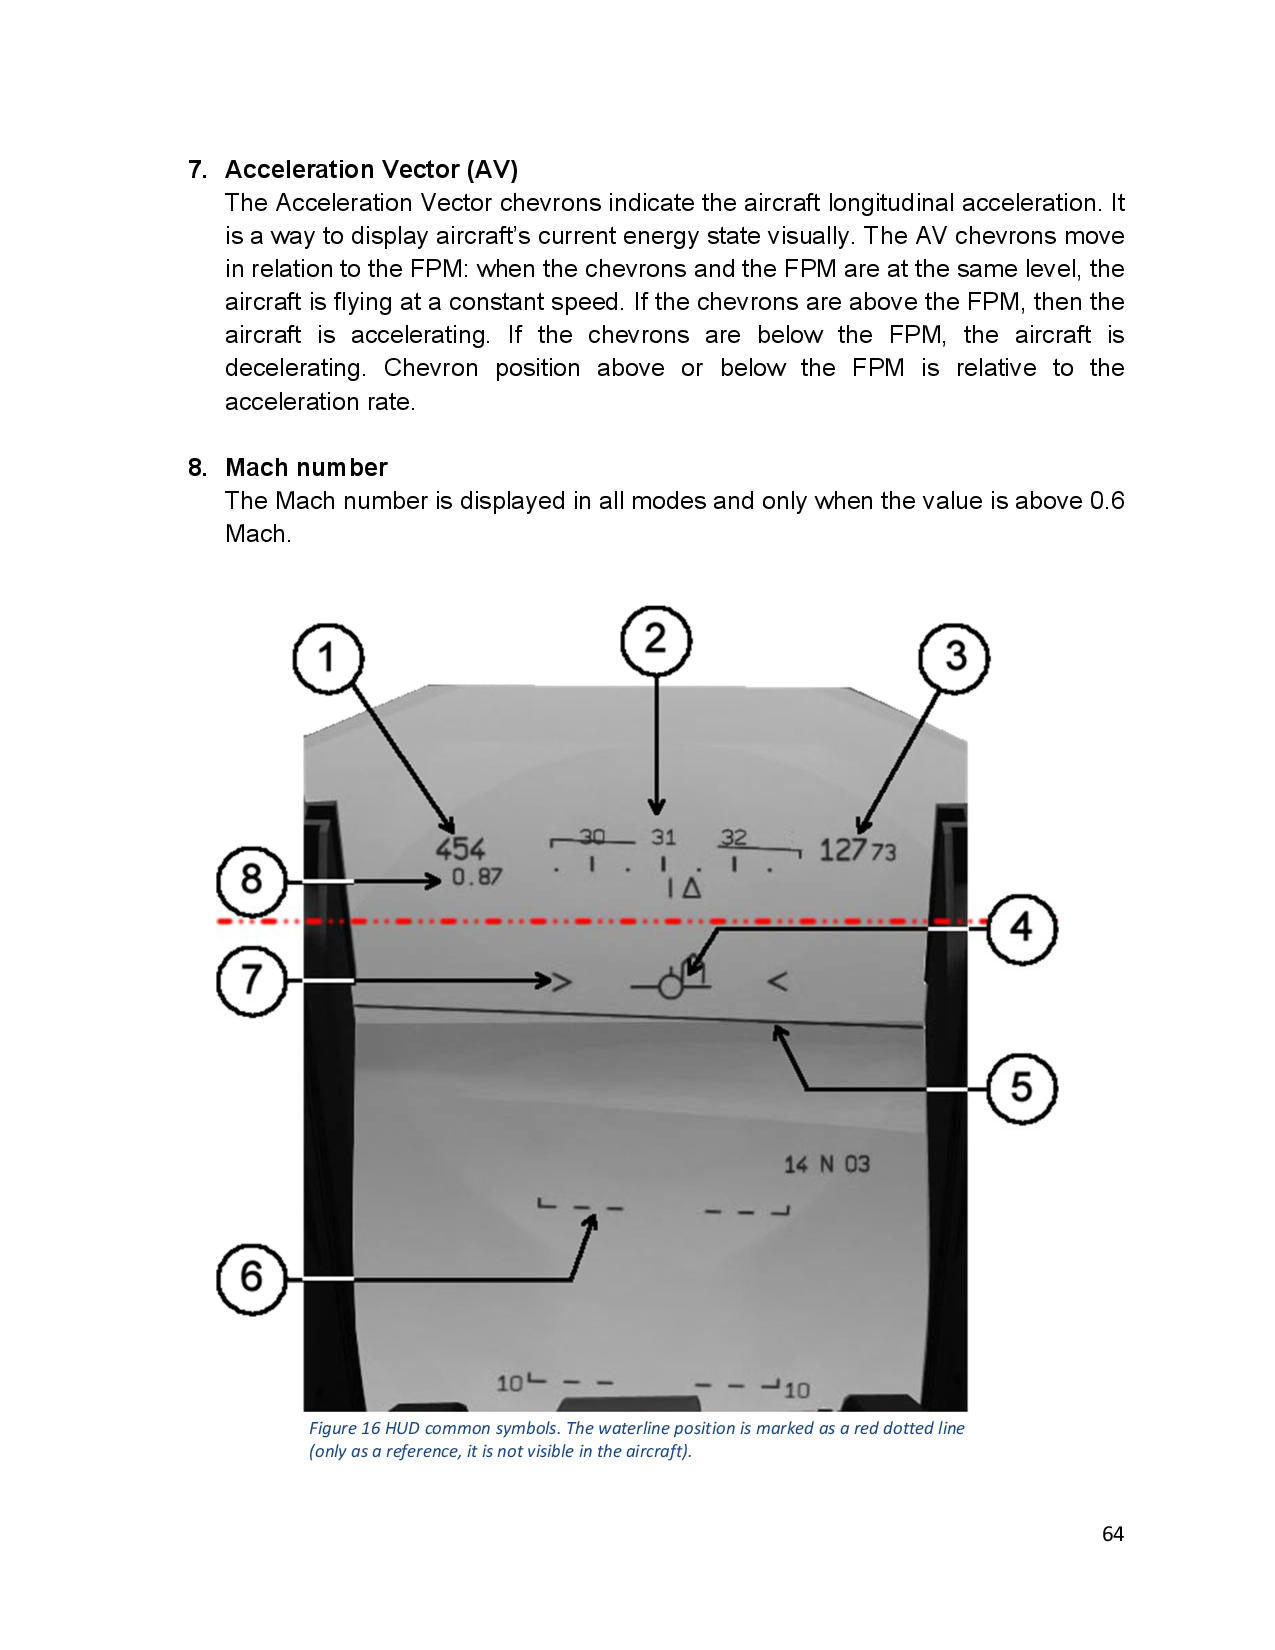 7. Acceleration Vector (AV)
The Acceleration Vector chevrons indicate the aircraft longitudinal acceleration. It
is a way to display aircraft’s current energy state visually. The AV chevrons move
in relation to the FPM: when the chevrons and the FPM are at the same level, the
aircraft is flying at a constant speed. If the chevrons are above the FPM, then the
aircraft is accelerating. If the chevrons are below the FPM, the aircraft is
decelerating. Chevron position above or below the FPM is relative to the
acceleration rate.
8. Mach number
The Mach number is displayed in all modes and only when the value is above 0.6
Mach.
1 2 3
30 31 32
454 12773
8 0.87
4
7
5
14 N 03
6
10 10
Figure 16 HUD common symbols. The waterline position is marked as a red dotted line
(only as a reference, it is not visible in the aircraft).
64